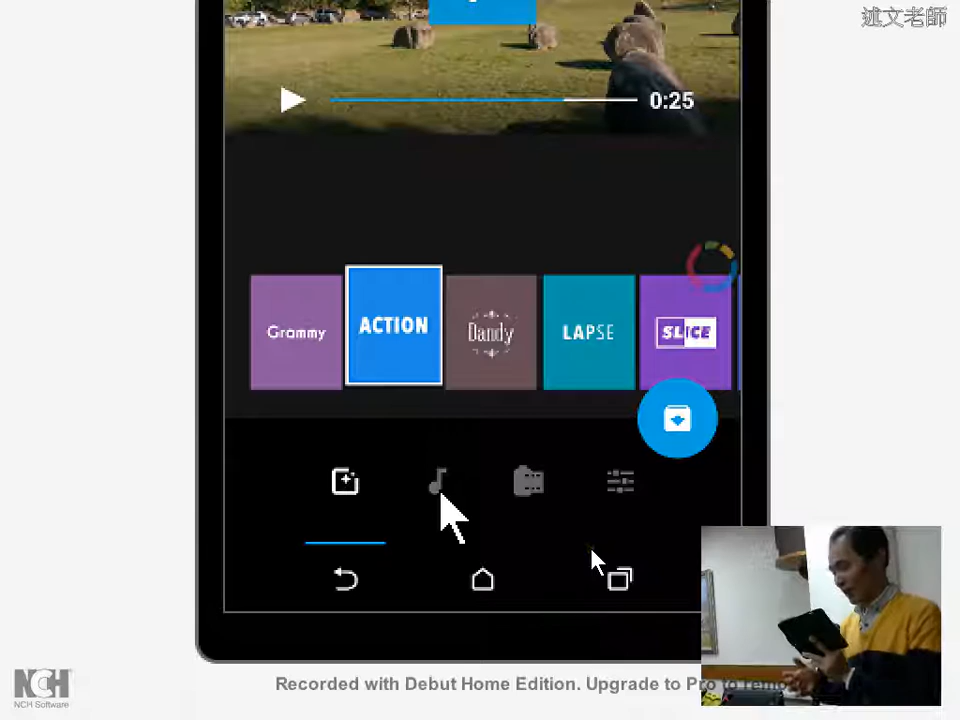 述文老師
0:25
Grammy
ACTION
Dandy
LAPSE
SLICE
NCH
NCH Software
Recorded with Debut Home Edition. Upgrade to Pro to remo